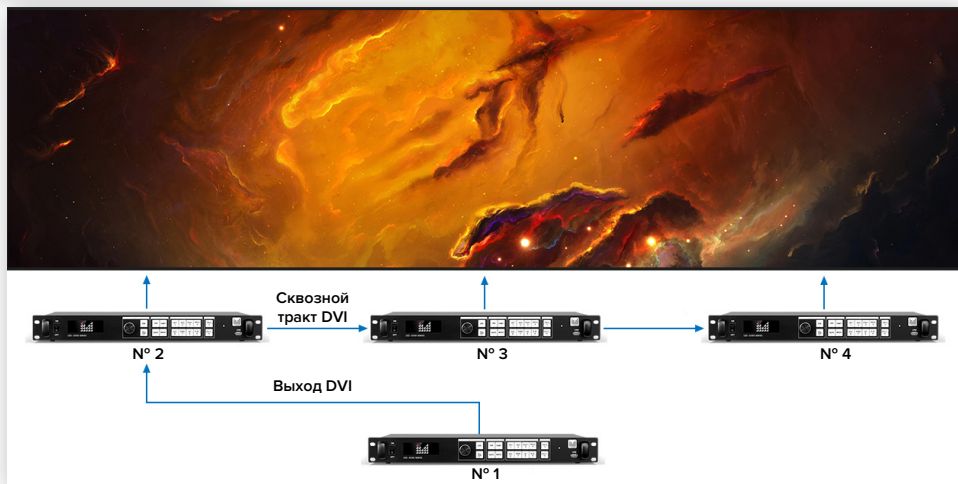 Сквозной
тракт DVI
Nº 2
Nº 3
Nº 4
Выход DVI
Nº 1